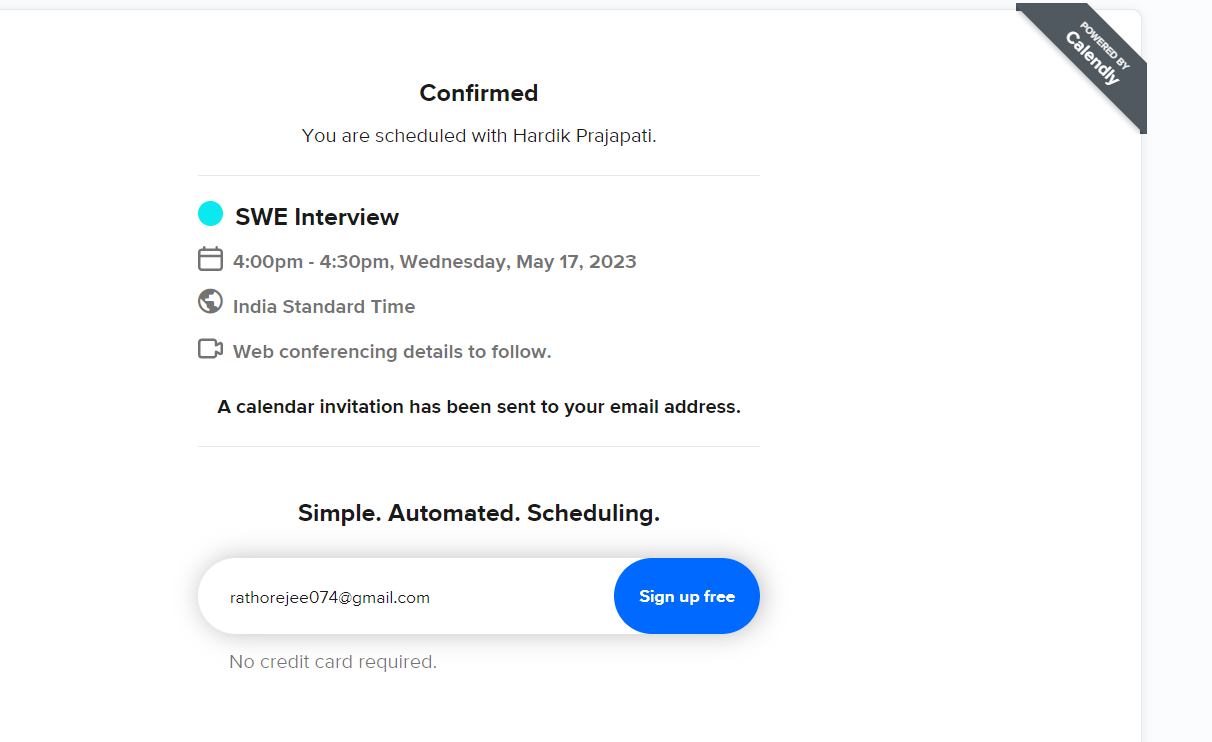 POWERED BY
Calendly
Confirmed
You are scheduled with Hardik Prajapati.
SWE Interview
4:00pm - 4:30pm, Wednesday, May 17, 2023
India Standard Time
Web conferencing details to follow.
A calendar invitation has been sent to your email address.
Simple. Automated. Scheduling.
rathorejee074@gmail.com
Sign up free
No credit card required.